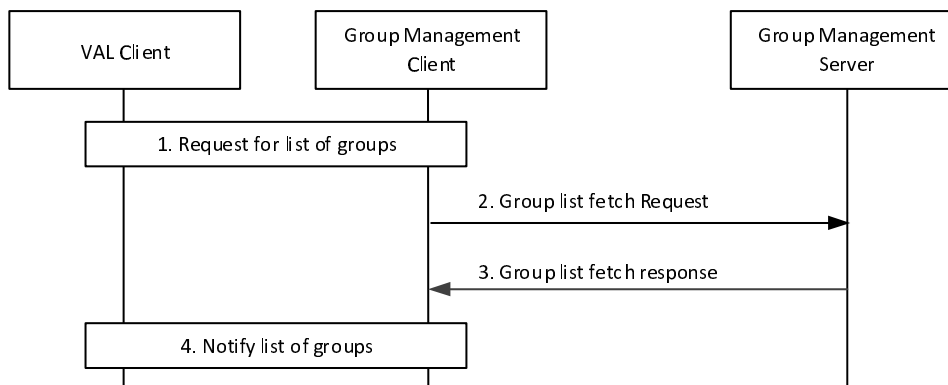 VAL Client
Group Management
Client
Group Management
Server
1. Request for list of groups
2. Group list fetch Request
3. Group list fetch response
4. Notify list of groups